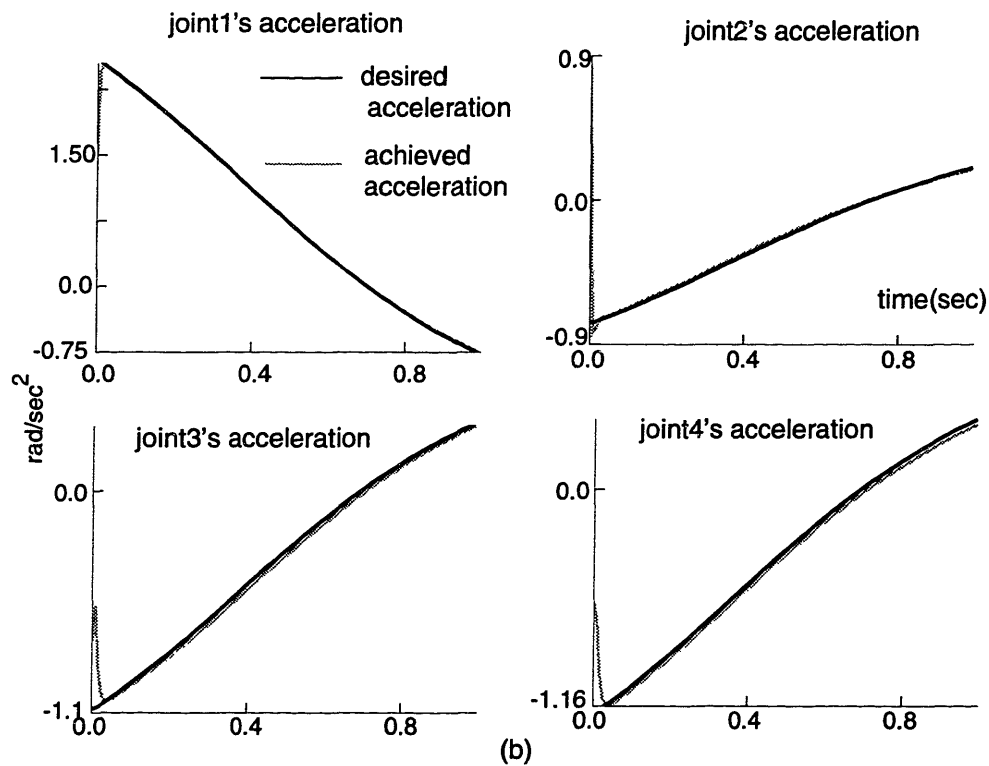 joint1's acceleration
joint2's acceleration
desired
acceleration
achieved
acceleration
1.50
0.0
-0.75
0.0
0.4
0.8
0.9
0.0
-0.9
0.0
0.4
0.8
time(sec)
rad/sec2
joint3's acceleration
joint4's acceleration
0.0
-1.1
0.0
0.4
0.8
0.0
-1.16
0.0
0.4
0.8
(b)